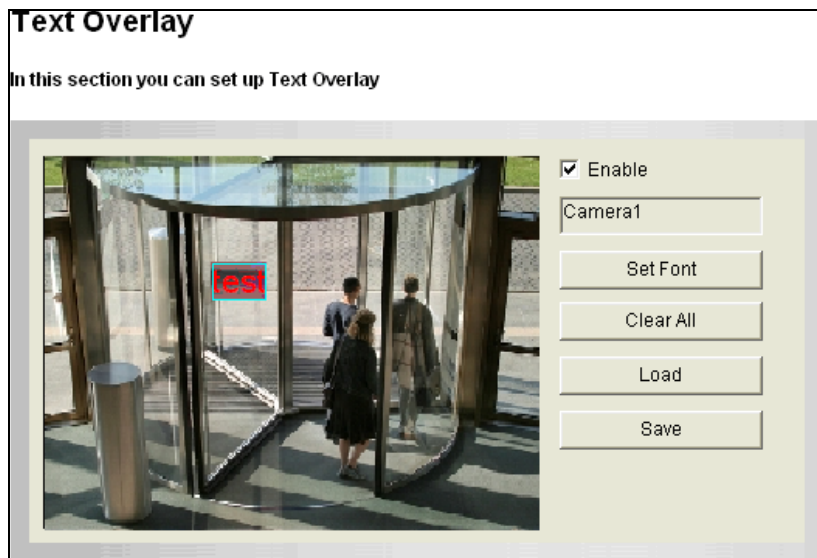 Text Overlay
In this section you can set up Text Overlay
Enable
Camera1
test
Set Font
Clear All
Load
Save